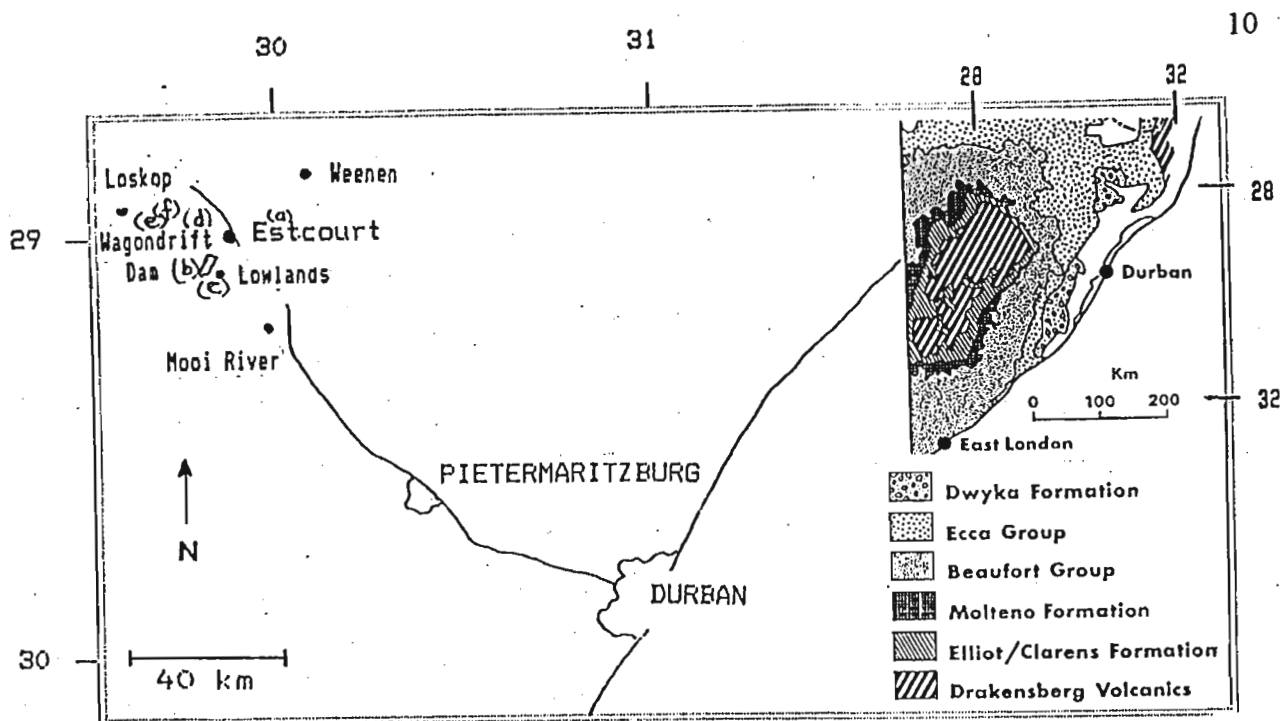 10
30
31
28
32
Loskop
Weenen
(e)(f)(d)
(a)
29
Wagondrift
Estcourt
Dam (b)
Lowlands
(c)
Mooi River
28
Durban
Km
0 100 200
32
East London
PIETERMARITZBURG
N
DURBAN
30
40 km
Dwyka Formation
Ecca Group
Beaufort Group
Molteno Formation
Elliot/Clarens Formation
Drakensberg Volcanics